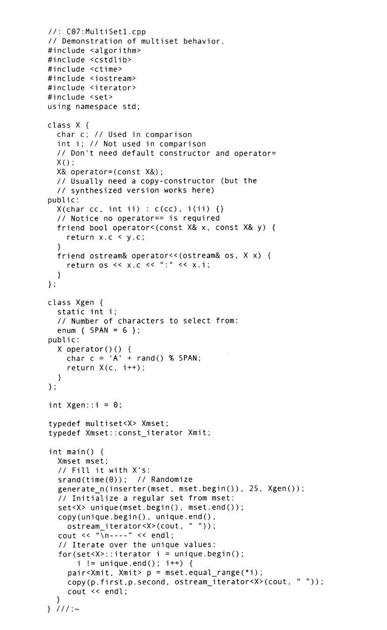 //: C07:MultiSet1.cpp
// Demonstration of multiset behavior.
#include <algorithm>
#include <cstdlib>
#include <ctime>
#include <iostream>
#include <iterator>
#include <set>
using namespace std;

class X {
  char c; // Used in comparison
  int i; // Not used in comparison
  // Don't need default constructor and operator=
  X();
  X& operator=(const X&);
  // Usually need a copy-constructor (but the
  // synthesized version works here)
public:
  X(char cc, int ii) : c(cc), i(ii) {}
  // Notice no operator== is required
  friend bool operator<(const X& x, const X& y) {
    return x.c < y.c;
  }
  friend ostream& operator<<(ostream& os, X x) {
    return os << x.c << ":" << x.i;
  }
};

class Xgen {
  static int i;
  // Number of characters to select from:
  enum { SPAN = 6 };
public:
  X operator()() {
    char c = 'A' + rand() % SPAN;
    return X(c, i++);
  }
};

int Xgen::i = 0;

typedef multiset<X> Xmset;
typedef Xmset::const_iterator Xmit;

int main() {
  Xmset mset;
  // Fill it with X's:
  srand(time(0));  // Randomize
  generate_n(inserter(mset, mset.begin()), 25, Xgen());
  // Initialize a regular set from mset:
  set<X> unique(mset.begin(), mset.end());
  copy(unique.begin(), unique.end(),
    ostream_iterator<X>(cout, " "));
  cout << "\n----" << endl;
  // Iterate over the unique values:
  for(set<X>::iterator i = unique.begin();
      i != unique.end(); i++) {
    pair<Xmit, Xmit> p = mset.equal_range(*i);
    copy(p.first,p.second, ostream_iterator<X>(cout, " "));
    cout << endl;
  }
} ///:~